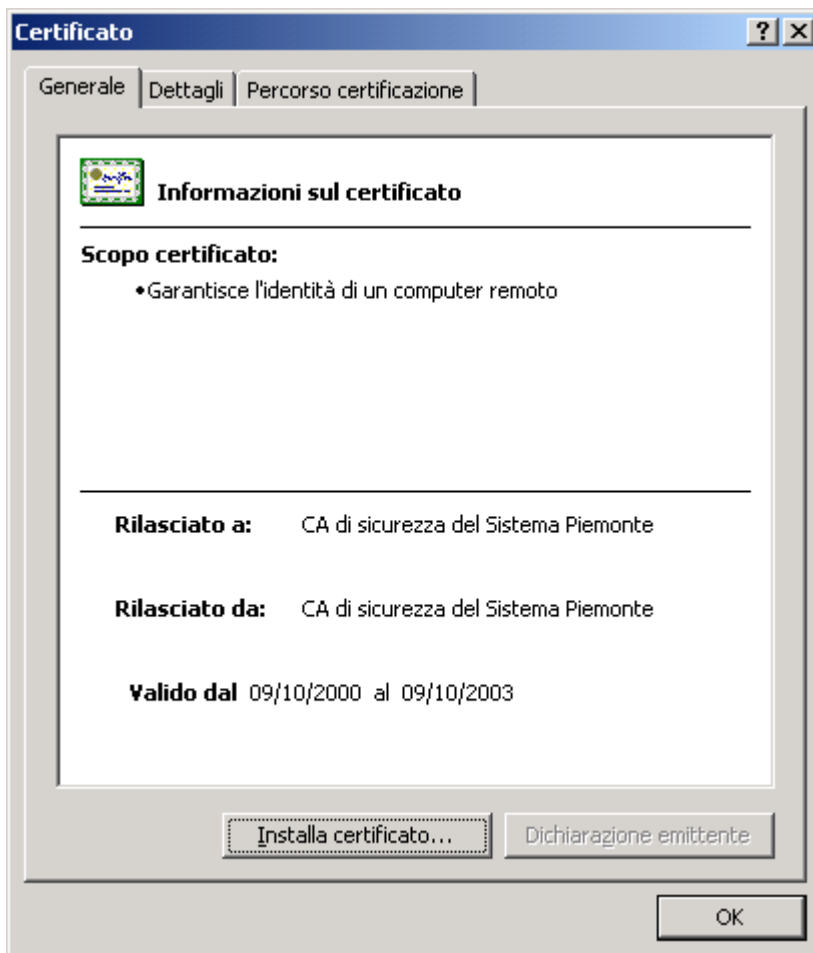 Certificato
Generale Dettagli Percorso certificazione
Informazioni sul certificato
Scopo certificato:
•Garantisce l'identità di un computer remoto
Rilasciato a: CA di sicurezza del Sistema Piemonte
Rilasciato da: CA di sicurezza del Sistema Piemonte
Valido dal 09/10/2000 al 09/10/2003
Installa certificato... Dichiarazione emittente
OK